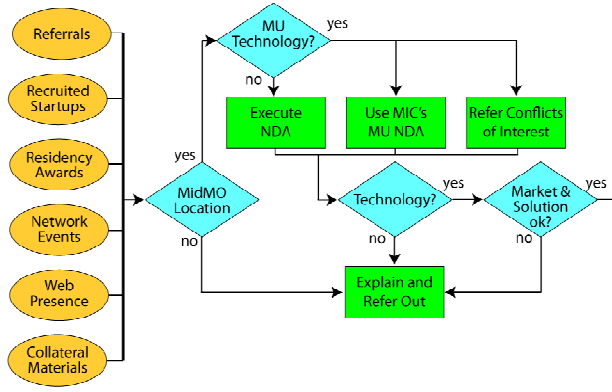 Referrals
Recruited
Startups
Residency
Awards
Network
Events
Web
Presence
Collateral
Materials
MidMO
Location
yes
no
MU
Technology?
yes
no
Execute
NDA
Use MIC's
MU NDA
Refer Conflicts
of Interest
Technology?
yes
no
Market &
Solution
ok?
yes
no
Explain and
Refer Out